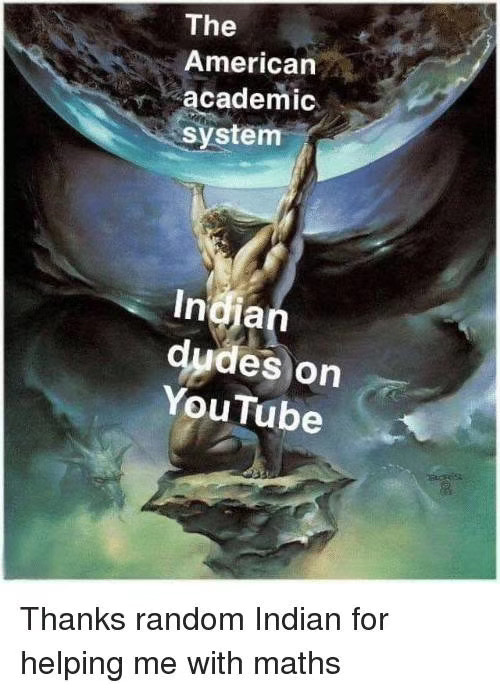 The
American
academic
system
Indian
dudes on
YouTube
Thanks random Indian for
helping me with maths